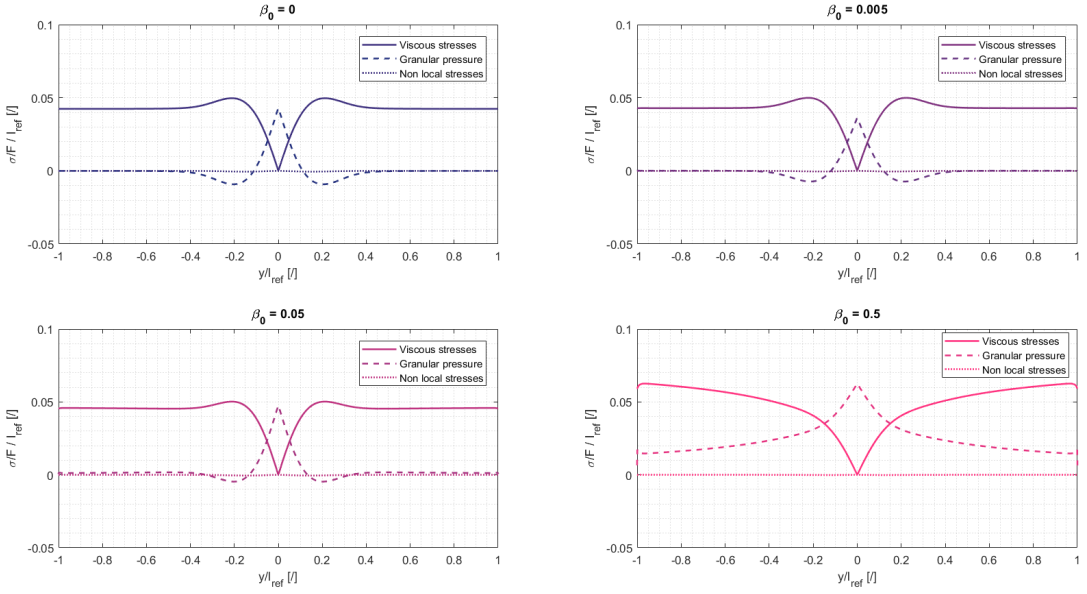 β0 = 0
0.1
0.05
0
-0.05
σ/F / lref [/]
Viscous stresses
Granular pressure
Non local stresses
-1 -0.8 -0.6 -0.4 -0.2 0 0.2 0.4 0.6 0.8 1
y/lref [/]
β0 = 0.005
0.1
0.05
0
-0.05
σ/F / lref [/]
Viscous stresses
Granular pressure
Non local stresses
-1 -0.8 -0.6 -0.4 -0.2 0 0.2 0.4 0.6 0.8 1
y/lref [/]
β0 = 0.05
0.1
0.05
0
-0.05
σ/F / lref [/]
Viscous stresses
Granular pressure
Non local stresses
-1 -0.8 -0.6 -0.4 -0.2 0 0.2 0.4 0.6 0.8 1
y/lref [/]
β0 = 0.5
0.1
0.05
0
-0.05
σ/F / lref [/]
Viscous stresses
Granular pressure
Non local stresses
-1 -0.8 -0.6 -0.4 -0.2 0 0.2 0.4 0.6 0.8 1
y/lref [/]